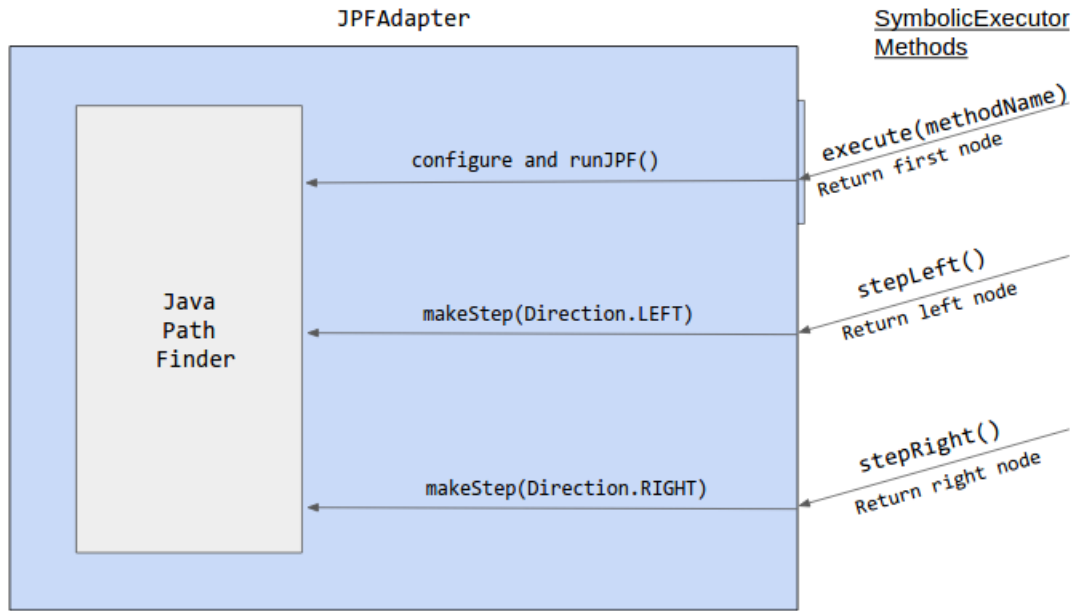 JPFAdapter
SymbolicExecutor
Methods
execute(methodName)
Return first node
configure and runJPF()
stepLeft()
Return left node
makeStep(Direction.LEFT)
Java
Path
Finder
stepRight()
Return right node
makeStep(Direction.RIGHT)